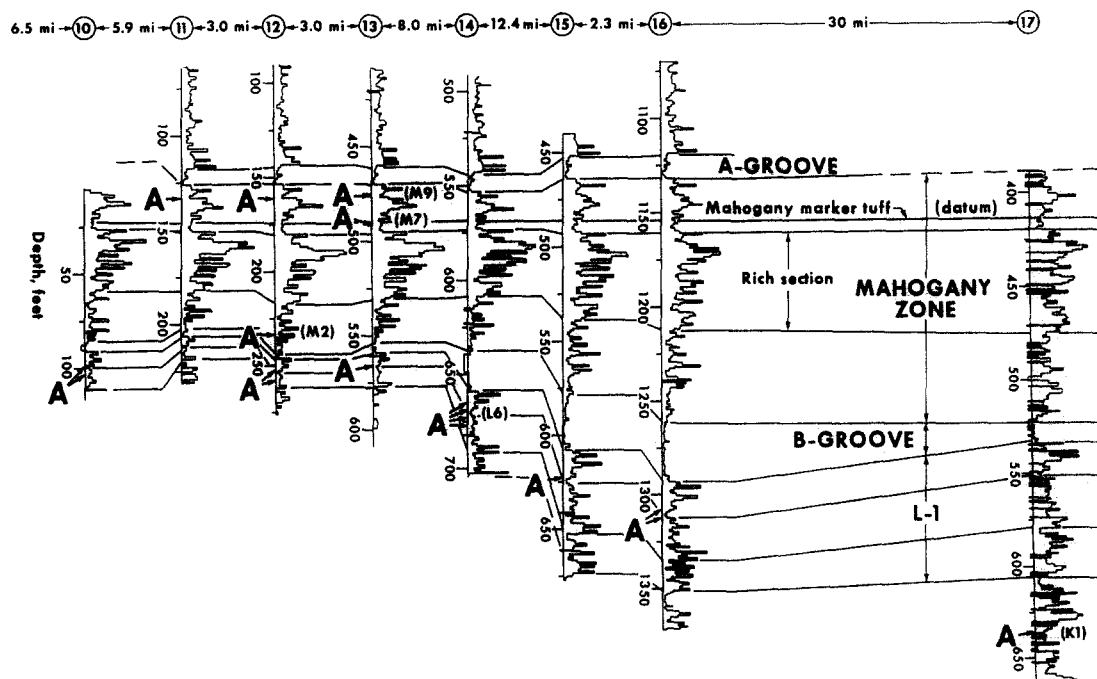 6.5 mi 10 5.9 mi 11 3.0 mi 12 3.0 mi 13 8.0 mi 14 12.4 mi 15 2.3 mi 16 30 mi 17
Depth, feet
50
100
A
100
150
200
A
100
150
200
250
A
A
A
(M2)
450
500
550
600
A
A
A
(M9)
(M7)
500
550
600
650
700
A
(L6)
450
500
550
600
650
A
1100
1150
1200
1250
1300
1350
A
A-GROOVE
Mahogany marker tuff
(datum)
Rich section
MAHOGANY
ZONE
B-GROOVE
L-1
400
450
500
550
600
650
A
(K1)